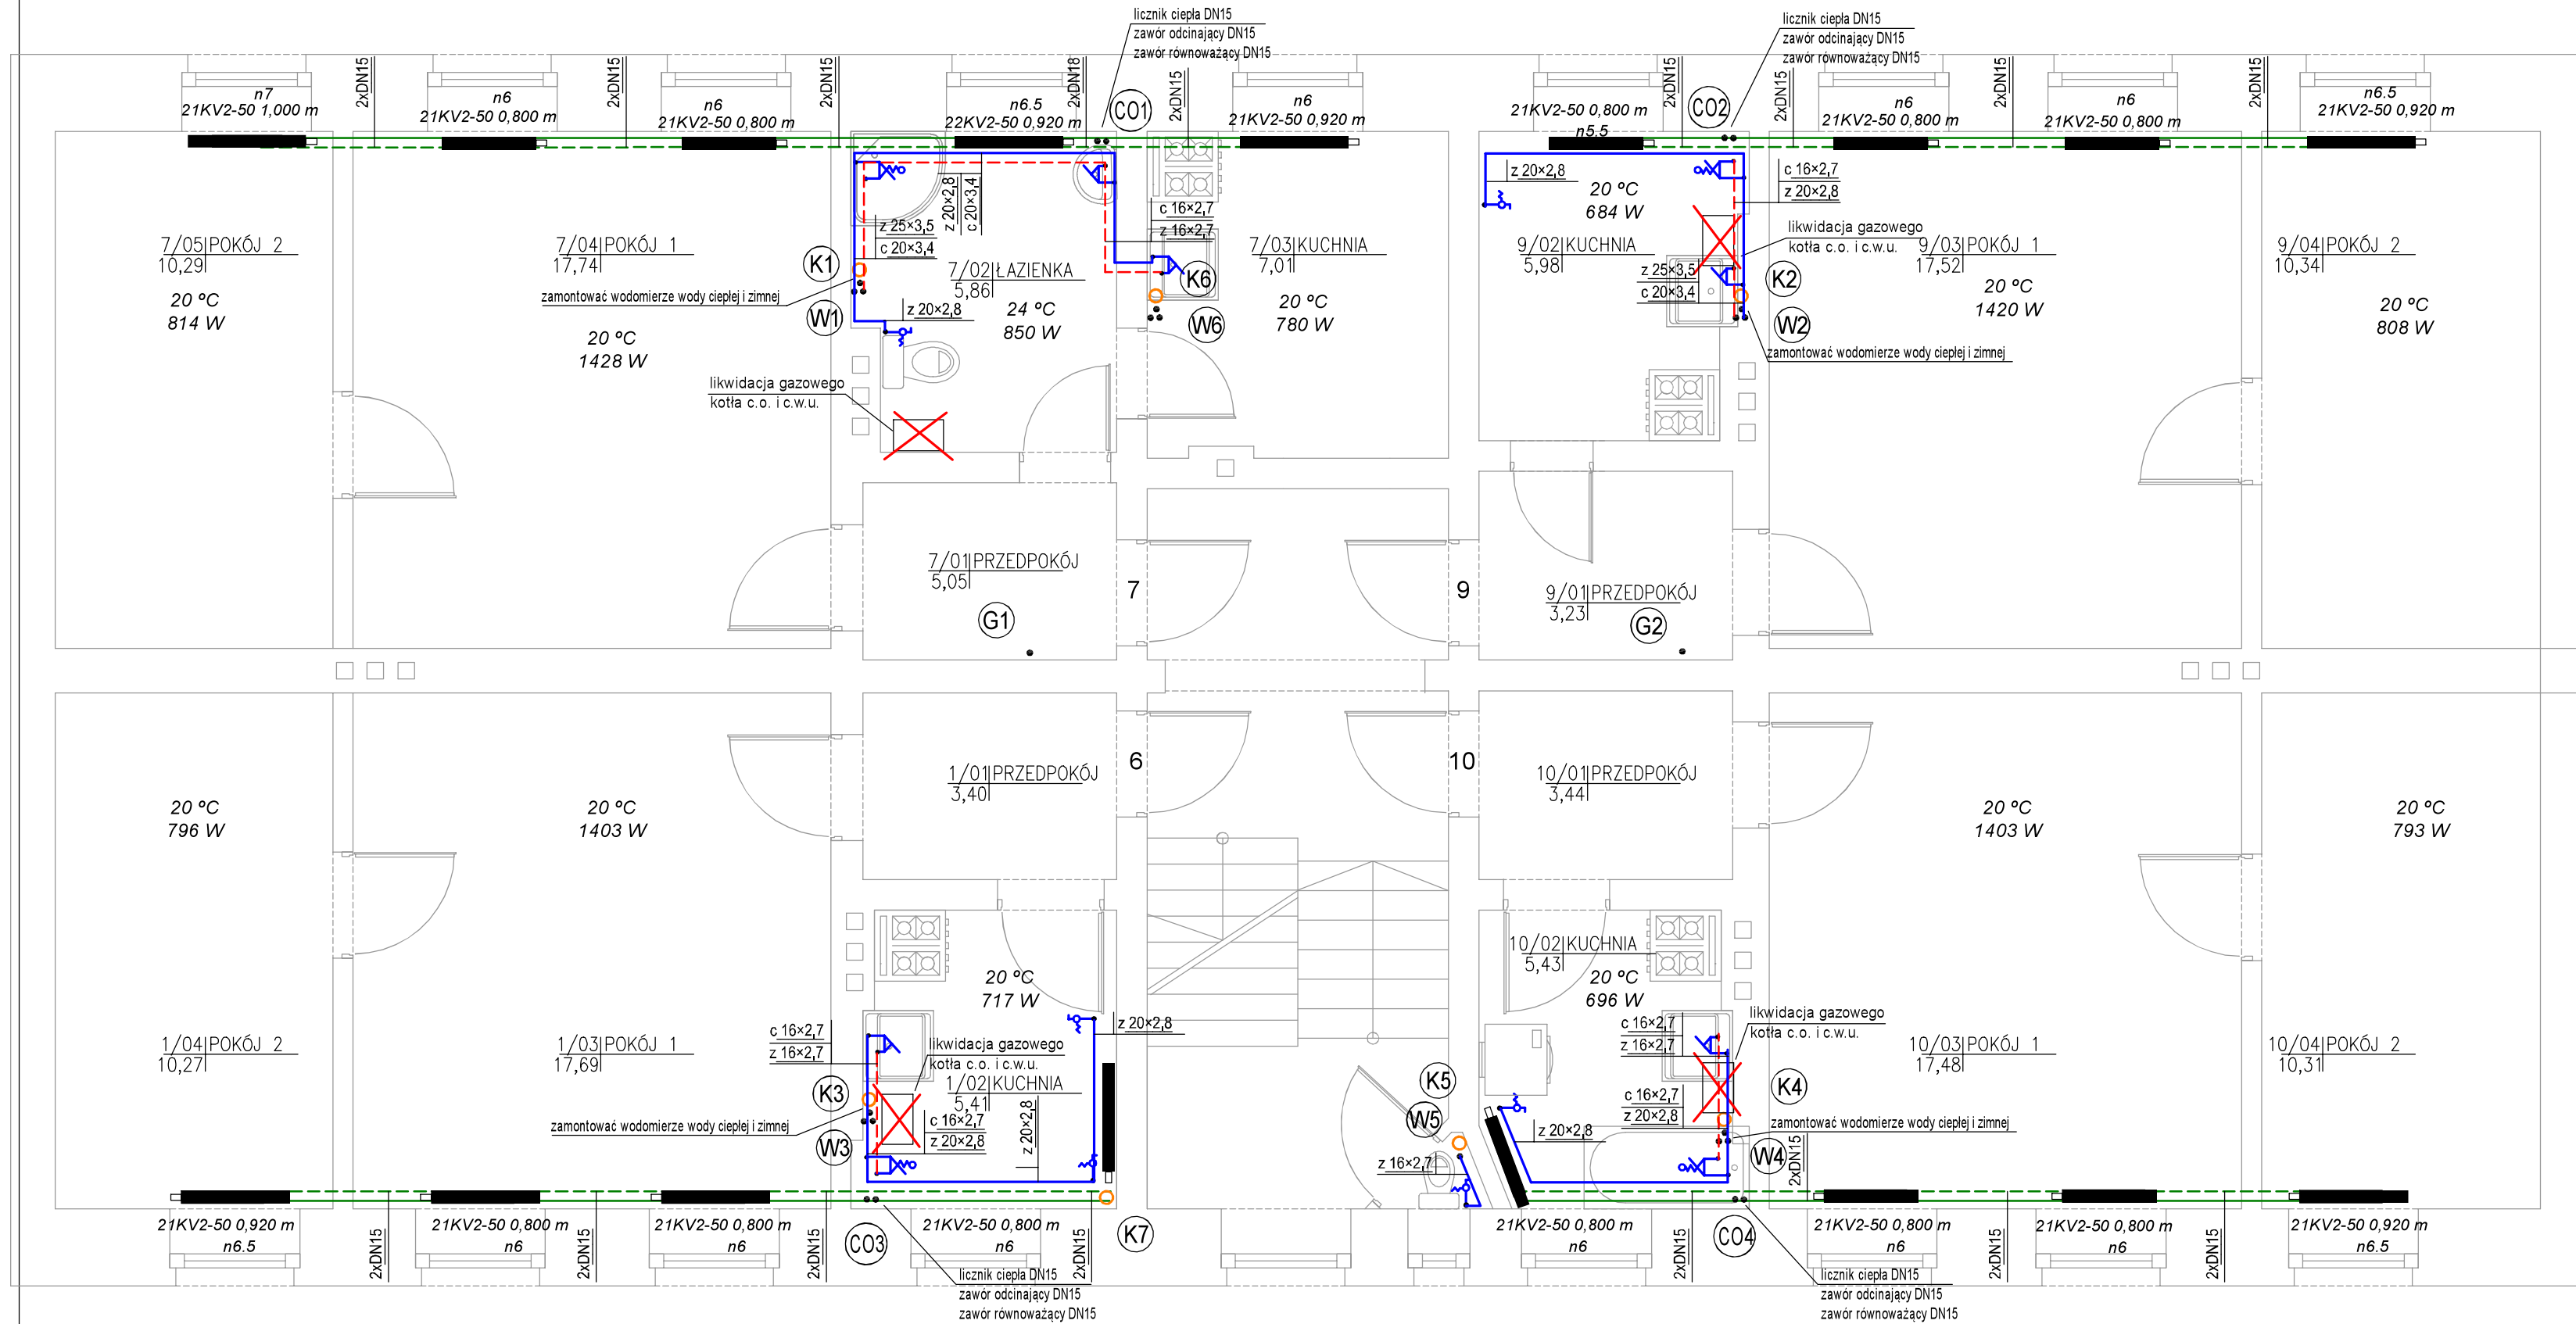 licznik ciepła DN15
zawór odcinający DN15
zawór równoważący DN15
licznik ciepła DN15
zawór odcinający DN15
zawór równoważący DN15
2xDN15
2xDN15
2xDN15
2xDN18
2xDN15
2xDN15
2xDN15
2xDN15
2xDN15
n7
21KV2-50 1,000 m
n6
21KV2-50 0,800 m
n6
21KV2-50 0,800 m
n6.5
22KV2-50 0,920 m
CO1
n6
21KV2-50 0,920 m
21KV2-50 0,800 m
n5.5
CO2
n6
21KV2-50 0,800 m
n6
21KV2-50 0,800 m
n6.5
21KV2-50 0,920 m
7/05 POKÓJ 2
10,29
20 ºC
814 W
7/04 POKÓJ 1
17,74
20 ºC
1428 W
K1
zamontować wodomierze wody ciepłej i zimnej
W1
z 20×2,8
c 20×3,4
z 25×3,5
c 20×3,4
7/02 ŁAZIENKA
5,86
24 ºC
850 W
z 20×2,8
likwidacja gazowego
kotła c.o. i c.w.u.
c 16×2,7
z 16×2,7
K6
W6
7/03 KUCHNIA
7,01
20 ºC
780 W
z 20×2,8
20 ºC
684 W
9/02 KUCHNIA
5,98
c 16×2,7
z 20×2,8
likwidacja gazowego
kotła c.o. i c.w.u.
z 25×3,5
c 20×3,4
K2
W2
zamontować wodomierze wody ciepłej i zimnej
9/03 POKÓJ 1
17,52
20 ºC
1420 W
9/04 POKÓJ 2
10,34
20 ºC
808 W
7/01 PRZEDPOKÓJ
5,05
G1
7
9
9/01 PRZEDPOKÓJ
3,23
G2
20 ºC
796 W
20 ºC
1403 W
1/01 PRZEDPOKÓJ
3,40
6
10
10/01 PRZEDPOKÓJ
3,44
20 ºC
1403 W
20 ºC
793 W
1/04 POKÓJ 2
10,27
1/03 POKÓJ 1
17,69
20 ºC
717 W
c 16×2,7
z 16×2,7
z 20×2,8
likwidacja gazowego
kotła c.o. i c.w.u.
1/02 KUCHNIA
5,41
K3
c 16×2,7
z 20×2,8
z 20×2,8
zamontować wodomierze wody ciepłej i zimnej
W3
10/02 KUCHNIA
5,43
20 ºC
696 W
c 16×2,7
z 16×2,7
likwidacja gazowego
kotła c.o. i c.w.u.
K5
W5
K4
c 16×2,7
z 20×2,8
z 20×2,8
z 16×2,7
zamontować wodomierze wody ciepłej i zimnej
W4
2xDN15
10/03 POKÓJ 1
17,48
10/04 POKÓJ 2
10,31
21KV2-50 0,920 m
n6.5
2xDN15
21KV2-50 0,800 m
n6
2xDN15
21KV2-50 0,800 m
n6
2xDN15
CO3
21KV2-50 0,800 m
n6
2xDN15
K7
21KV2-50 0,800 m
n6
2xDN15
CO4
21KV2-50 0,800 m
n6
2xDN15
21KV2-50 0,800 m
n6
2xDN15
21KV2-50 0,920 m
n6.5
licznik ciepła DN15
zawór odcinający DN15
zawór równoważący DN15
licznik ciepła DN15
zawór odcinający DN15
zawór równoważący DN15